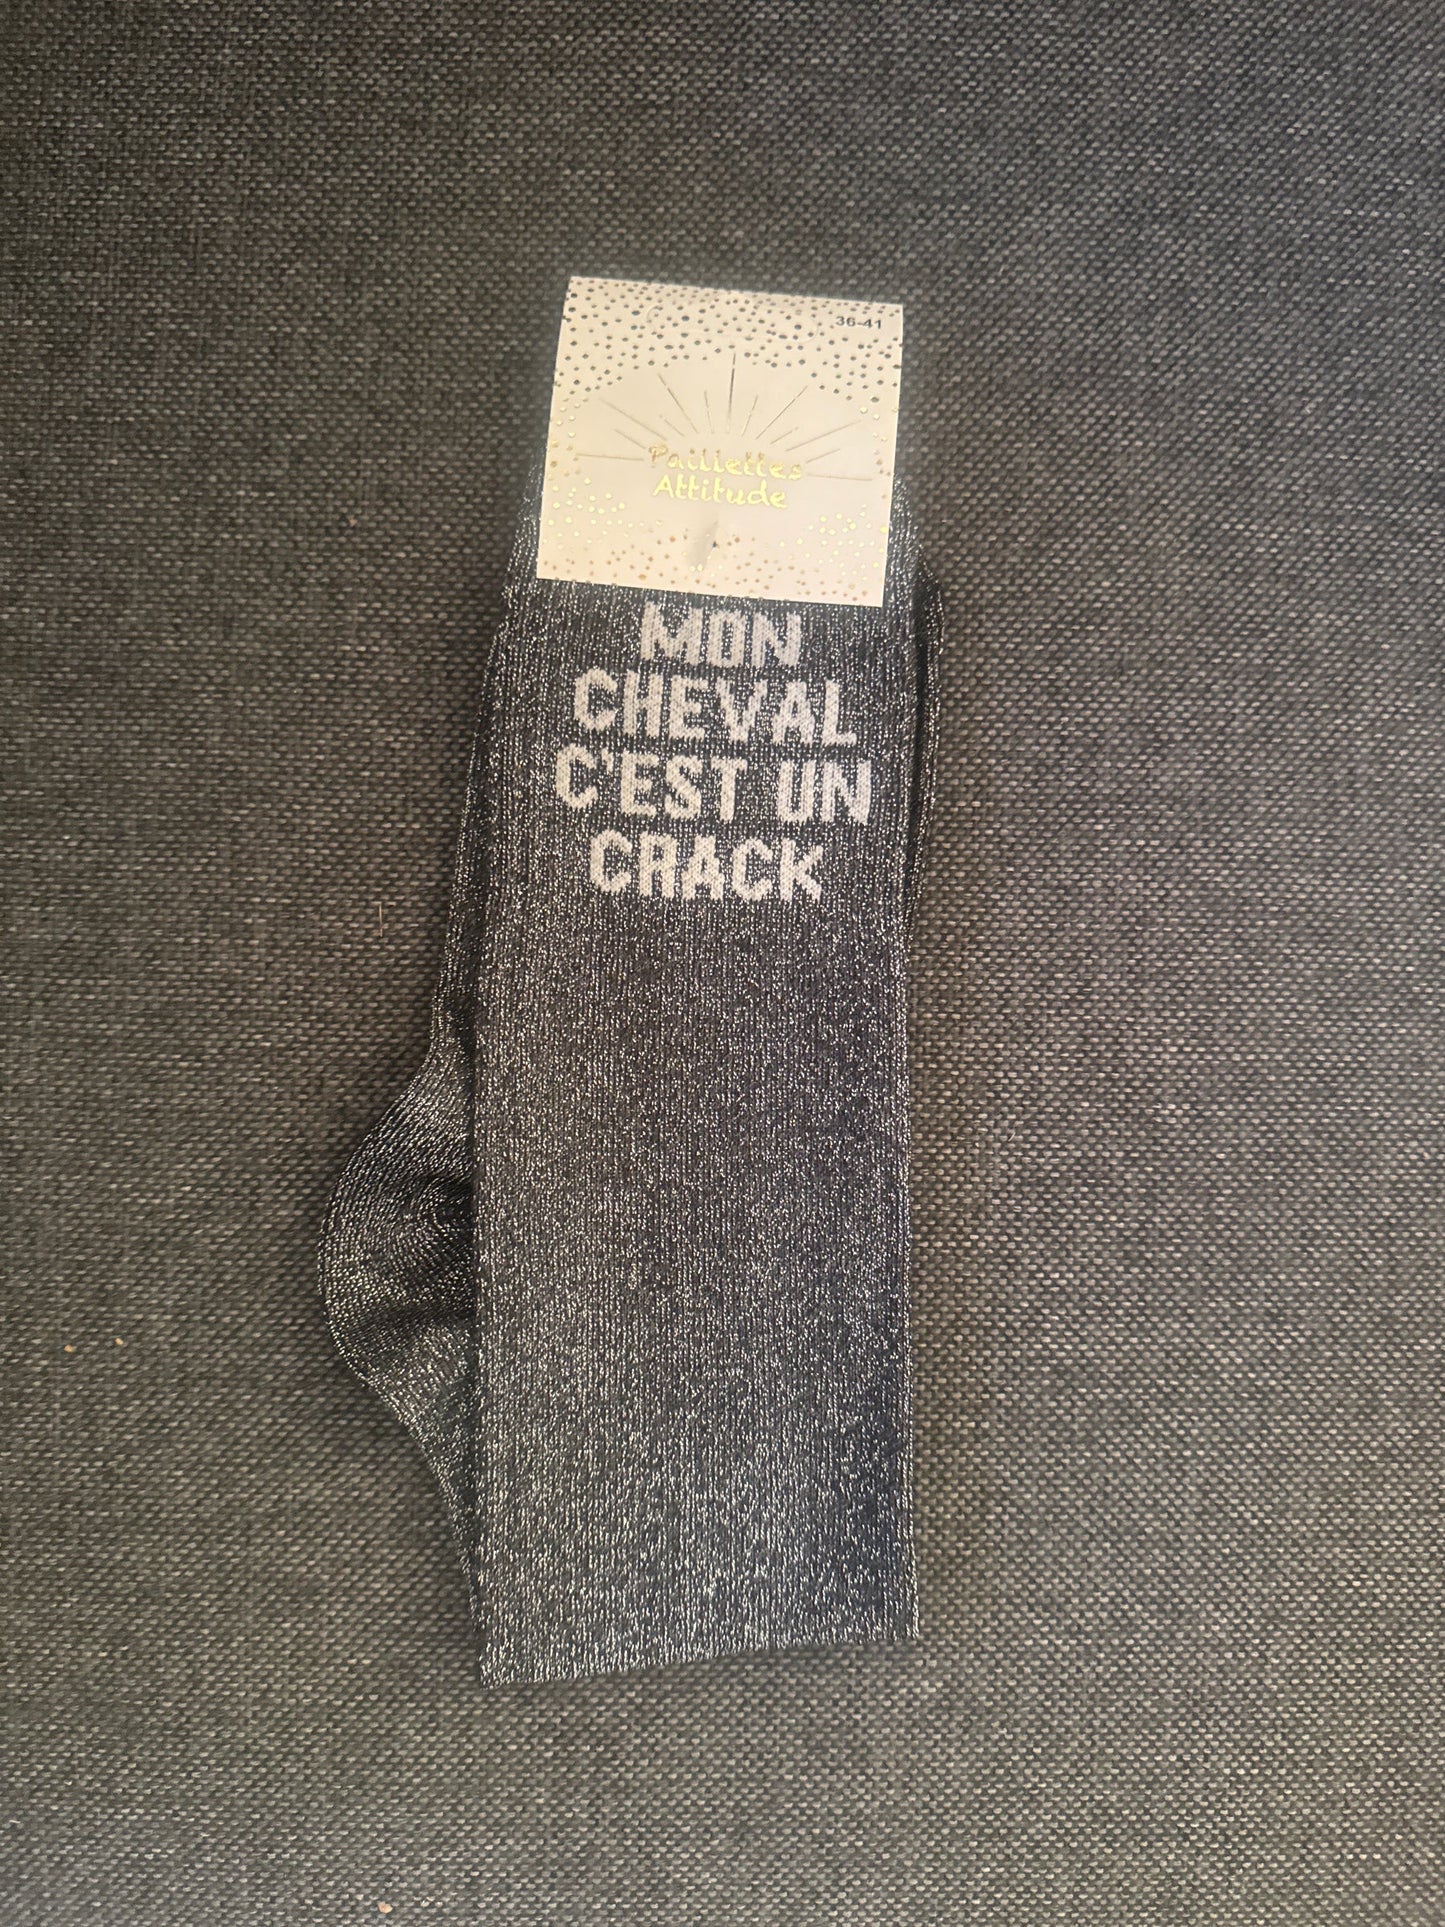 36-41
Paillettes
Attitude
MON
CHEVAL
C'EST UN
CRACK